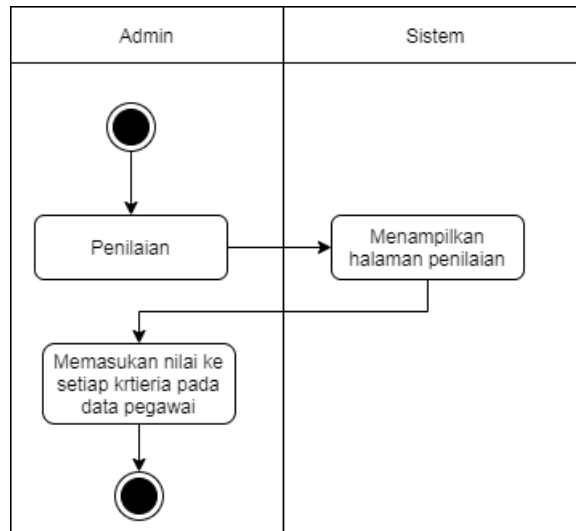 Admin
Sistem
Penilaian
Menampilkan
halaman penilaian
Memasukan nilai ke
setiap krtieria pada
data pegawai